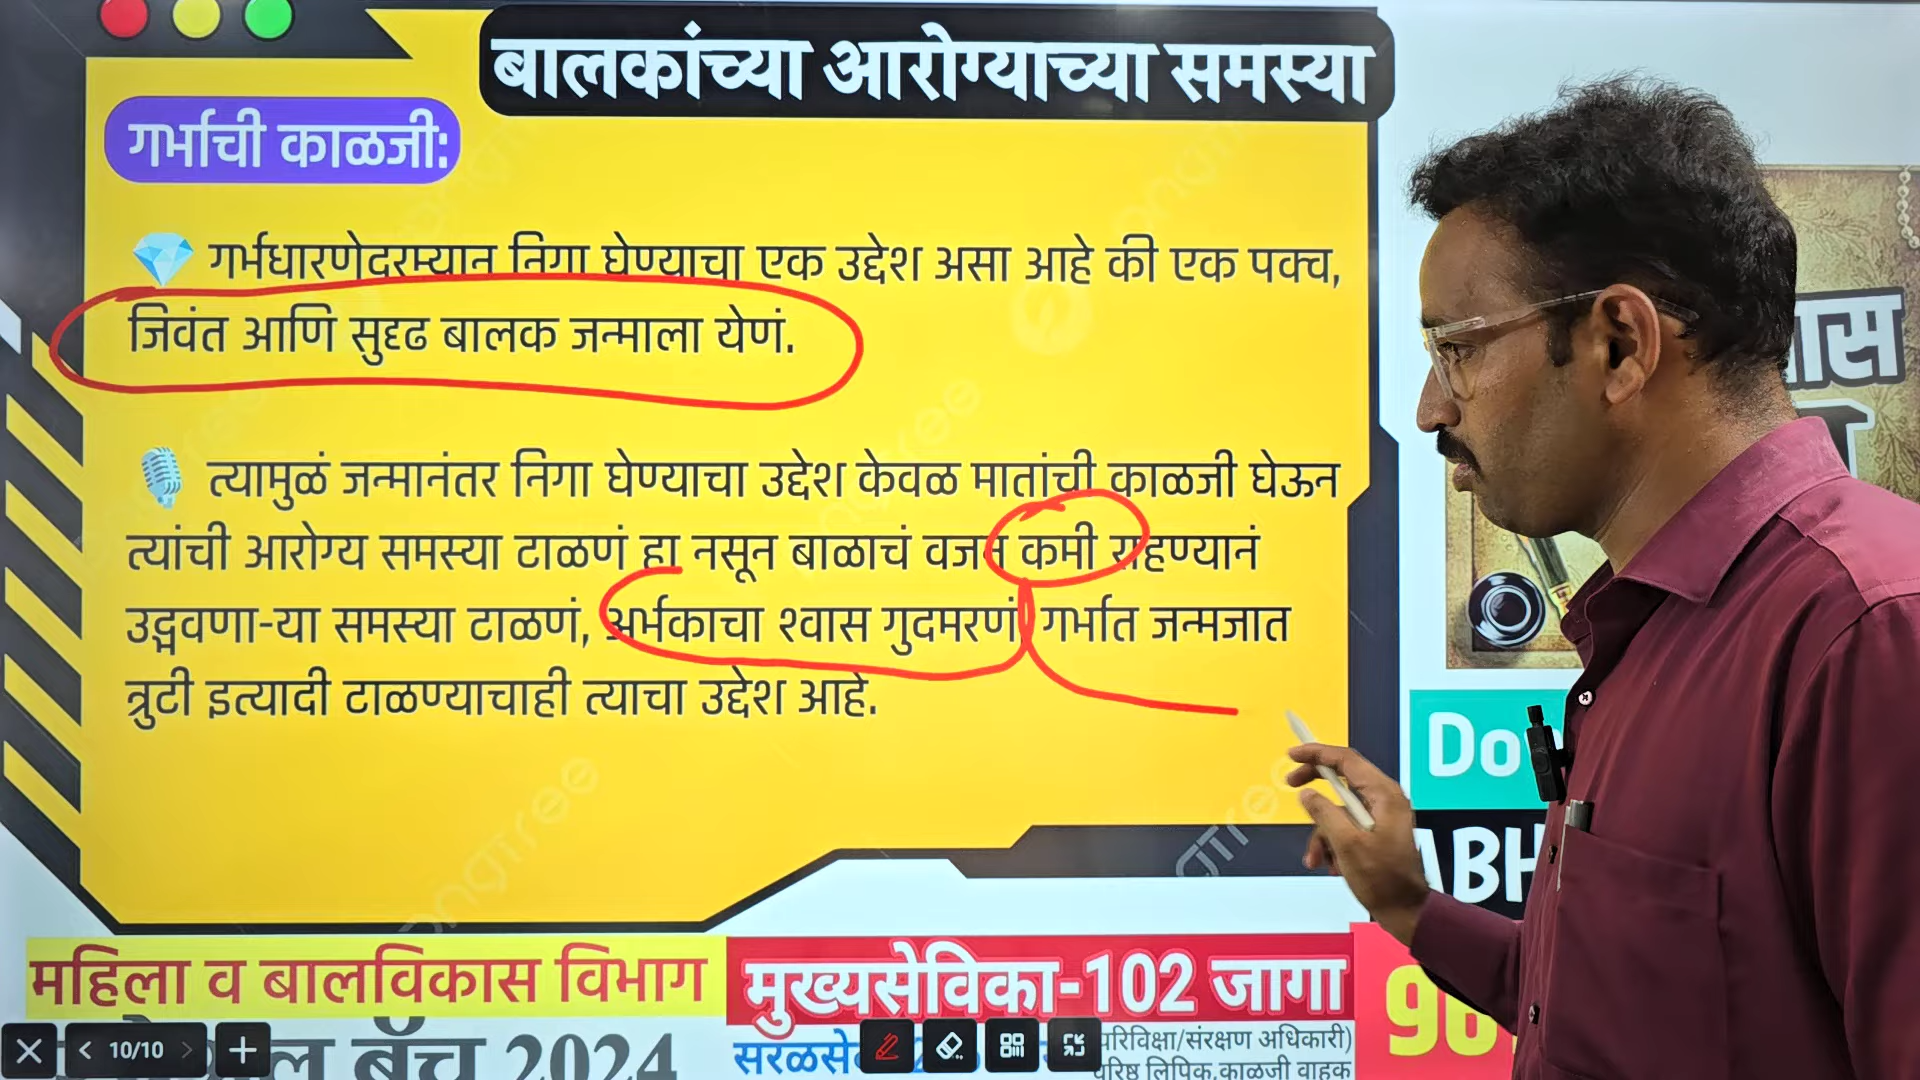 बालकांच्या आरोग्याच्या समस्या
गर्भाची काळजी:
गर्भधारणेदरम्यान निगा घेण्याचा एक उद्देश असा आहे की एक पक्व,
जिवंत आणि सुदृढ बालक जन्माला येणं.
त्यामुळं जन्मानंतर निगा घेण्याचा उद्देश केवळ मातांची काळजी घेऊन
त्यांची आरोग्य समस्या टाळणं हा नसून बाळाचं वजन कमी राहण्यानं
उद्भवणा-या समस्या टाळणं, अर्भकाचा श्वास गुदमरणं गर्भात जन्मजात
त्रुटी इत्यादी टाळण्याचाही त्याचा उद्देश आहे.
महिला व बालविकास विभाग
मुख्यसेविका-102 जागा
बॅच 2024
परिविक्षा/संरक्षण अधिकारी)
वरिष्ठ लिपिक,काळजी वाहक
10/10